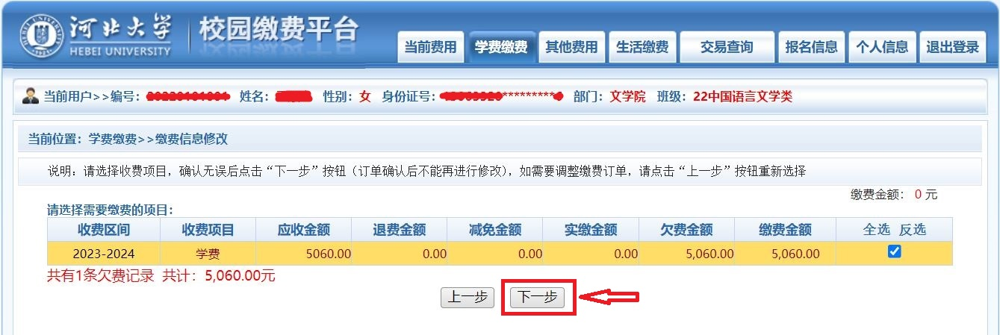 河北大学 校园缴费平台
HEBEI UNIVERSITY
当前费用 学费缴费 其他费用 生活缴费 交易查询 报名信息 个人信息 退出登录
当前用户>>编号： 姓名： 性别：女 身份证号：*********  部门：文学院 班级：22中国语言文学类
当前位置：学费缴费>>缴费信息修改
说明：请选择收费项目，确认无误后点击“下一步”按钮（订单确认后不能再进行修改），如需要调整缴费订单，请点击“上一步”按钮重新选择
缴费金额： 0 元
请选择需要缴费的项目：
收费区间 收费项目 应收金额 退费金额 减免金额 实缴金额 欠费金额 缴费金额 全选 反选
2023-2024 学费 5060.00 0.00 0.00 0.00 5,060.00 5,060.00
共有1条欠费记录 共计：5,060.00元
上一步 下一步